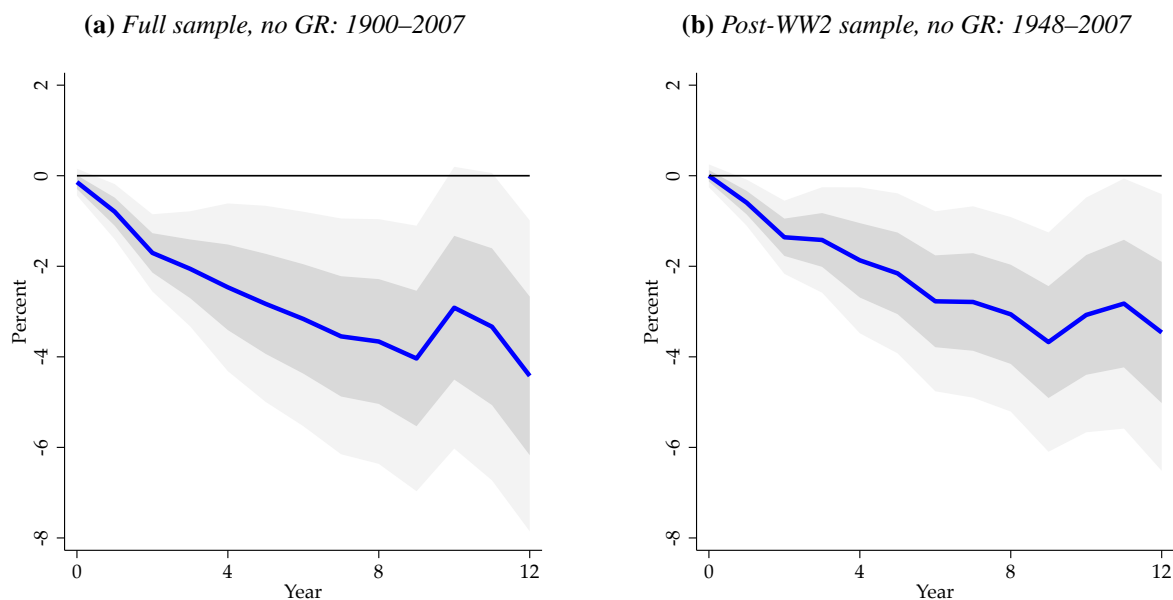 (a) Full sample, no GR: 1900–2007
2
0
-2
-4
-6
-8
Percent
0 4 8 12
Year
(b) Post-WW2 sample, no GR: 1948–2007
2
0
-2
-4
-6
-8
Percent
0 4 8 12
Year